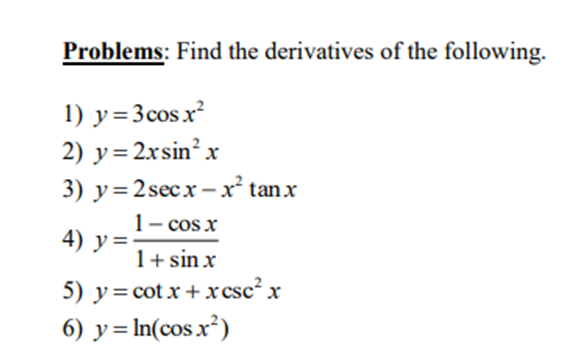 Problems: Find the derivatives of the following.
1) y = 3cos x²
2) y = 2x sin² x
3) y = 2sec x − x² tan x
4) y = (1 − cos x)/(1 + sin x)
5) y = cot x + x csc² x
6) y = ln(cos x²)